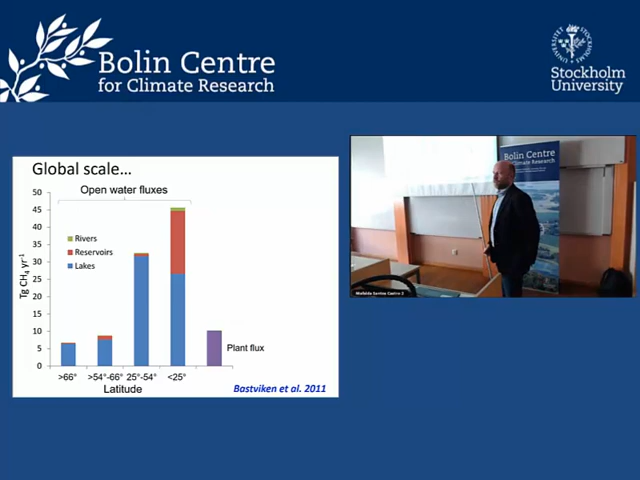 Bolin Centre
for Climate Research
Stockholm
University
Global scale…
Open water fluxes
50
45
40
35
30
25
20
15
10
5
0
Tg CH4 yr-1
Rivers
Reservoirs
Lakes
Plant flux
>66° >54°-66° 25°-54° <25°
Latitude
Bastviken et al. 2011
Bolin Centre
for Climate Research